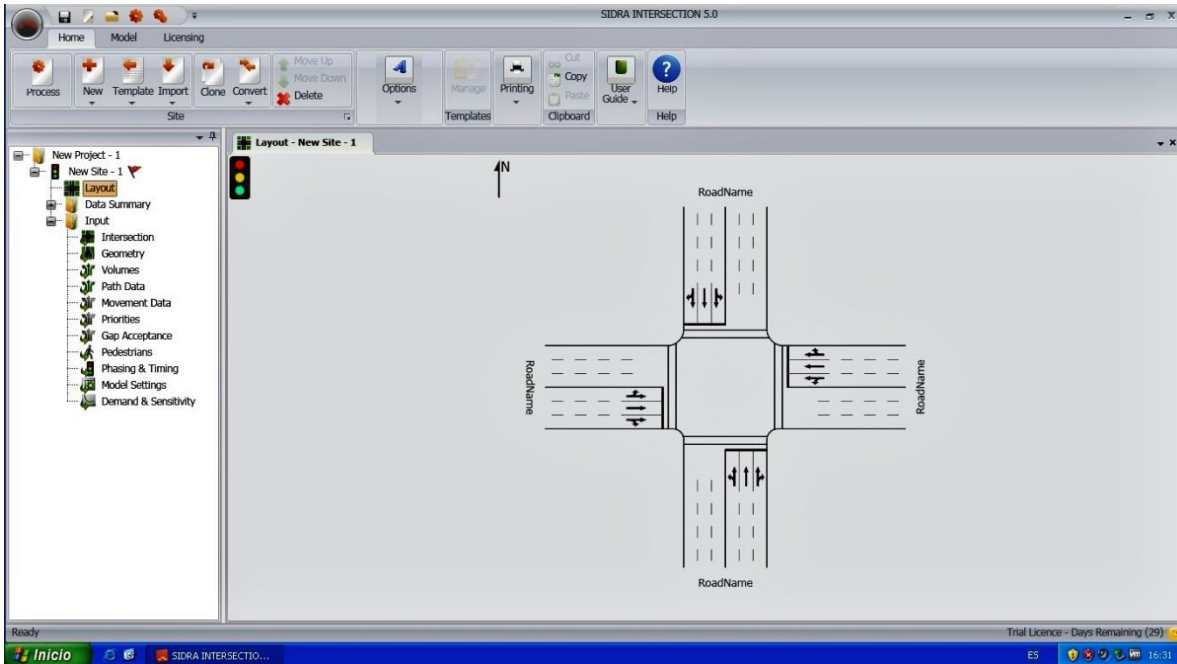 SIDRA INTERSECTION 5.0
Home Model Licensing
Process
New
Template
Import
Clone
Convert
Move Up
Move Down
Delete
Site
Options
Manage
Templates
Printing
Cut
Copy
Paste
Clipboard
User Guide
Help
Help
New Project - 1
New Site - 1
Layout
Data Summary
Input
Intersection
Geometry
Volumes
Path Data
Movement Data
Priorities
Gap Acceptance
Pedestrians
Phasing & Timing
Model Settings
Demand & Sensitivity
Layout - New Site - 1
N
RoadName
RoadName
RoadName
RoadName
Ready
Trial Licence - Days Remaining (29)
Inicio
SIDRA INTERSECTIO...
ES
16:31